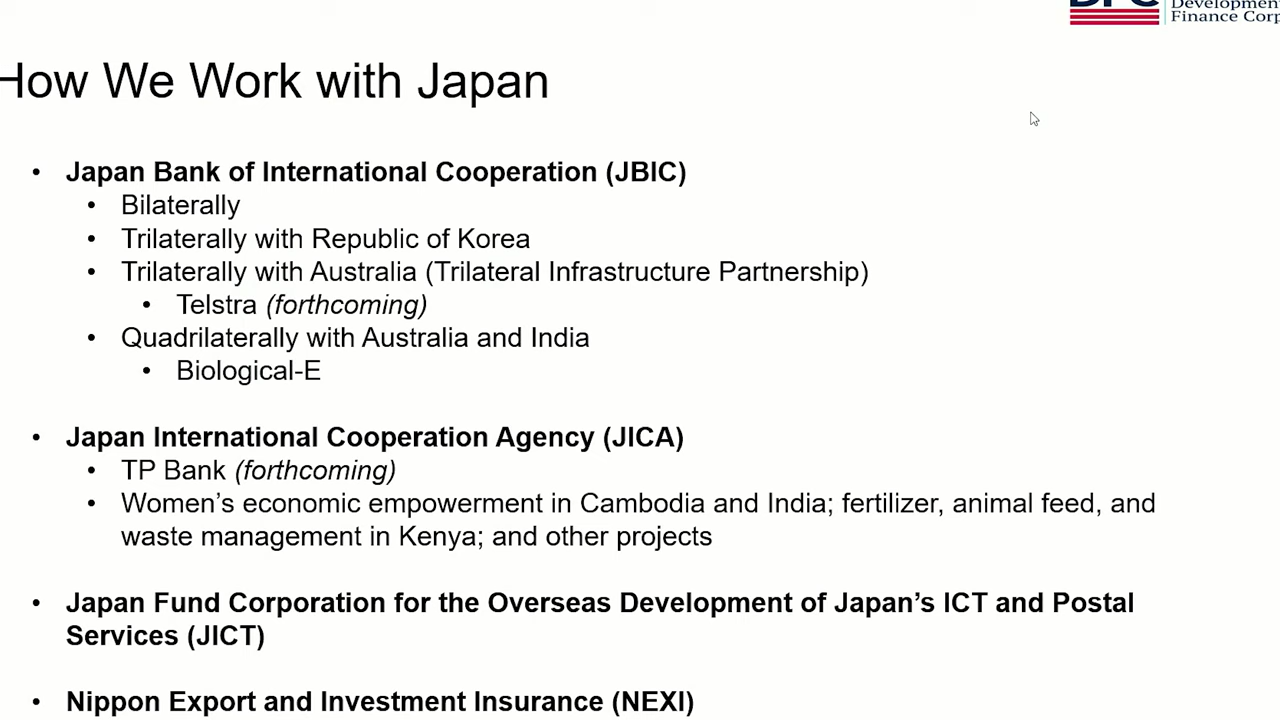 Development
Finance Corp
How We Work with Japan
• Japan Bank of International Cooperation (JBIC)
• Bilaterally
• Trilaterally with Republic of Korea
• Trilaterally with Australia (Trilateral Infrastructure Partnership)
• Telstra (forthcoming)
• Quadrilaterally with Australia and India
• Biological-E
• Japan International Cooperation Agency (JICA)
• TP Bank (forthcoming)
• Women's economic empowerment in Cambodia and India; fertilizer, animal feed, and
waste management in Kenya; and other projects
• Japan Fund Corporation for the Overseas Development of Japan's ICT and Postal
Services (JICT)
• Nippon Export and Investment Insurance (NEXI)